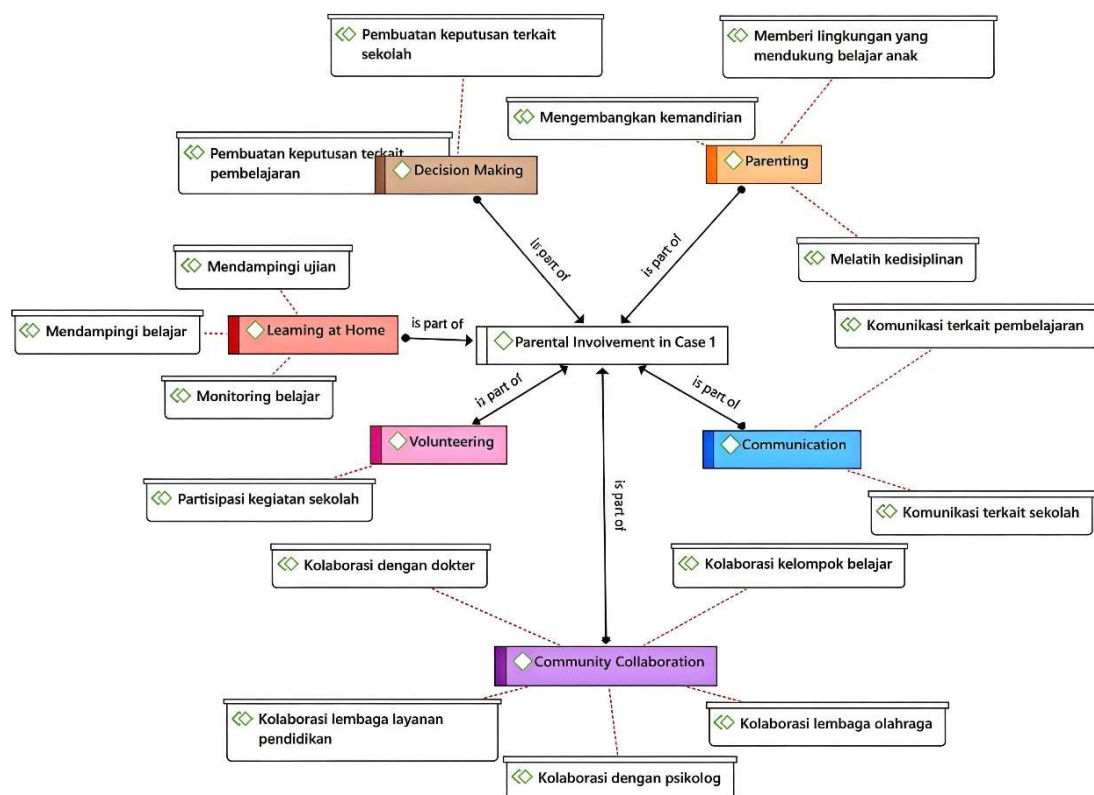 Pembuatan keputusan terkait
sekolah
Memberi lingkungan yang
mendukung belajar anak
Mengembangkan kemandirian
Pembuatan keputusan terkait
pembelajaran
Decision Making
Parenting
is part of
is part of
Mendampingi ujian
Melatih kedisiplinan
Mendampingi belajar
Learning at Home
is part of
Parental Involvement in Case 1
Komunikasi terkait pembelajaran
Monitoring belajar
is part of
is part of
Volunteering
Communication
Partisipasi kegiatan sekolah
is part of
Komunikasi terkait sekolah
Kolaborasi dengan dokter
Kolaborasi kelompok belajar
Community Collaboration
Kolaborasi lembaga layanan
pendidikan
Kolaborasi lembaga olahraga
Kolaborasi dengan psikolog